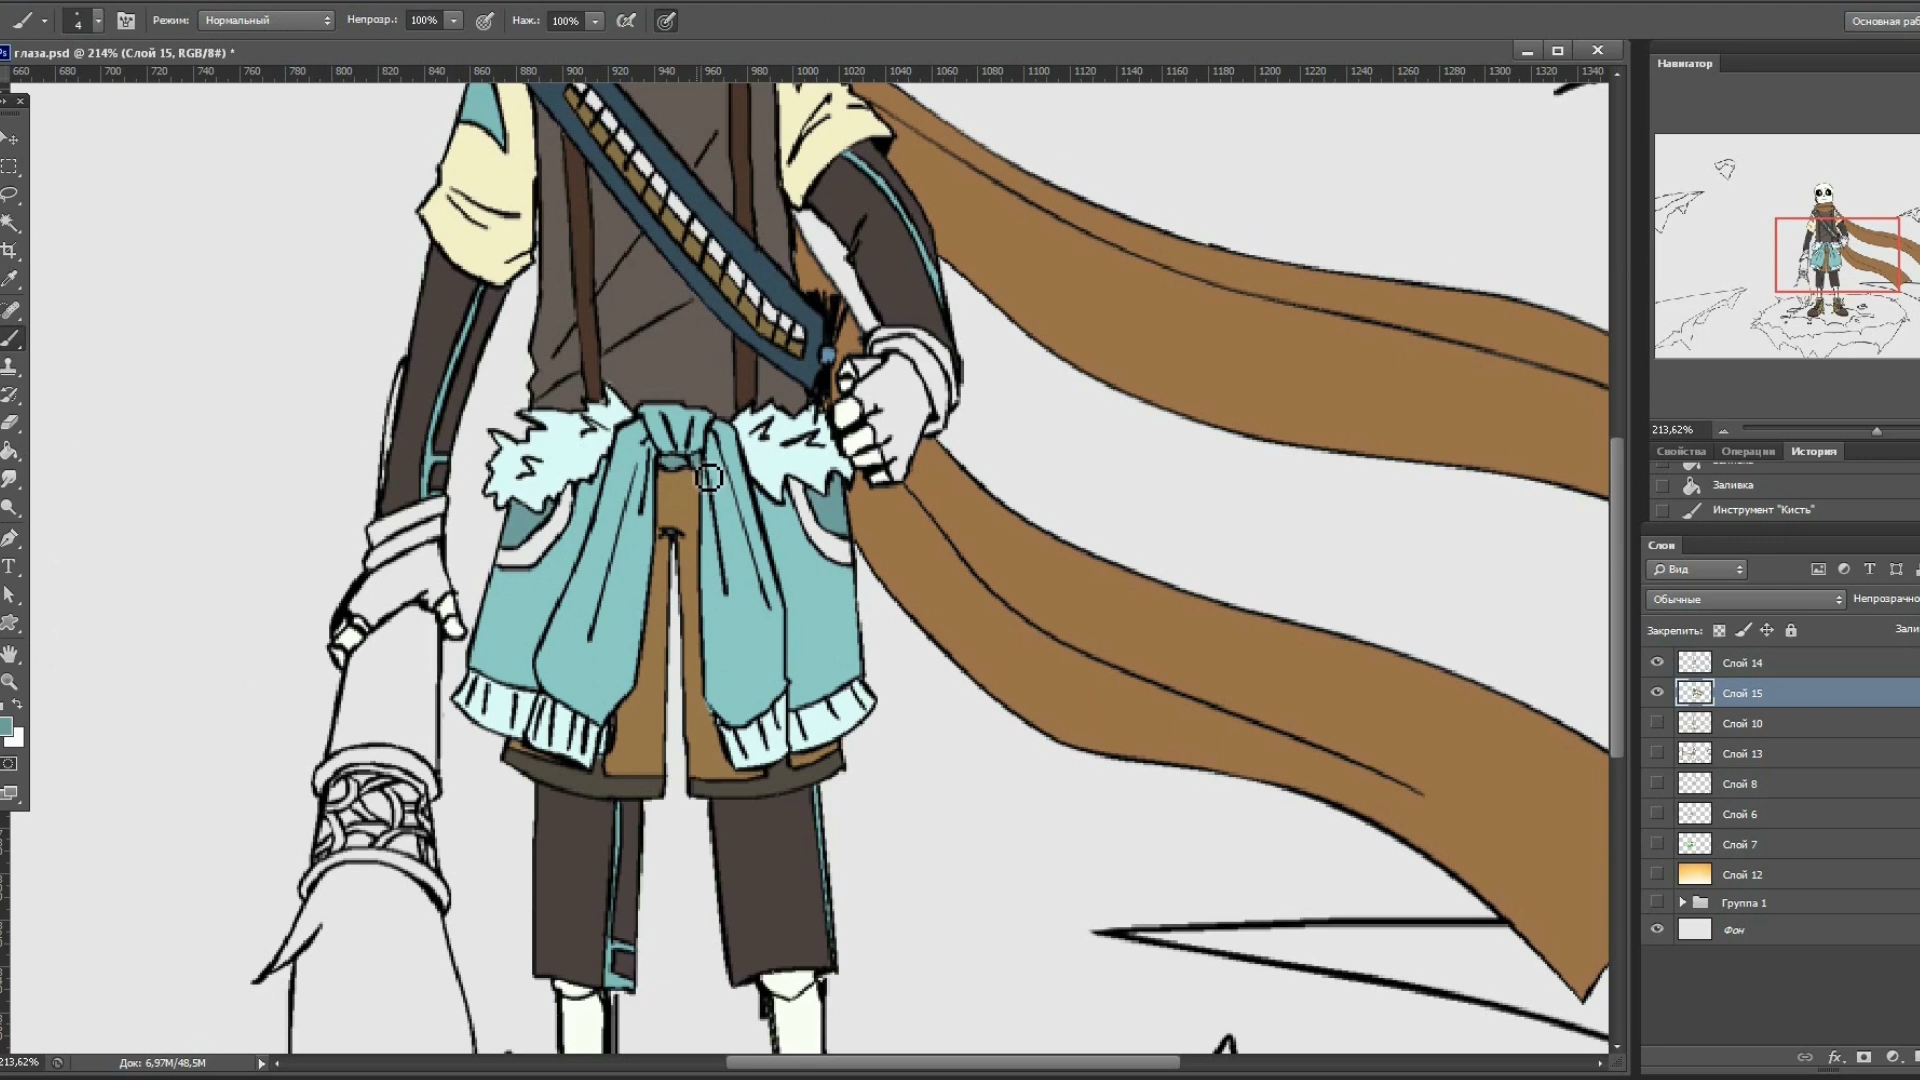 4 Режим: Нормальный Непрозр.: 100% Наж.: 100% Основная раб
глаза.psd @ 214% (Слой 15, RGB/8#) *
660 680 700 720 740 760 780 800 820 840 860 880 900 920 940 960 980 1000 1020 1040 1060 1080 1100 1120 1140 1160 1180 1200 1220 1240 1260 1280 1300 1320 1340
Навигатор
213,62%
Свойства Операции История
Заливка
Заливка
Инструмент "Кисть"
Слои
Вид
Обычные Непрозрачно
Закрепить: Зали
Слой 14
Слой 15
Слой 10
Слой 13
Слой 8
Слой 6
Слой 7
Слой 12
Группа 1
Фон
213,62% Док: 6,97M/48,5M